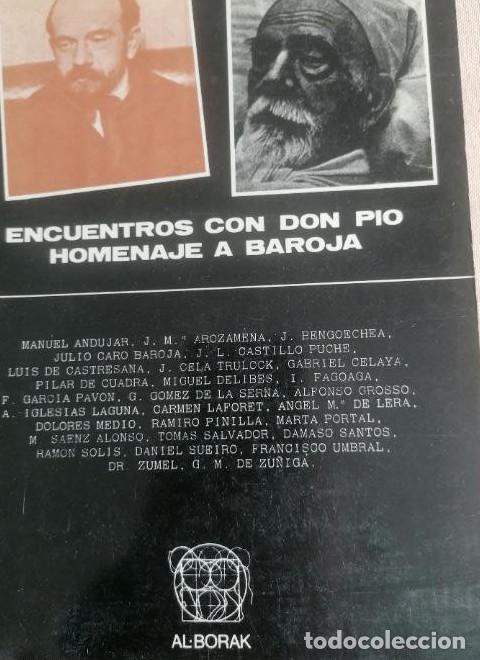 ENCUENTROS CON DON PIO
HOMENAJE A BAROJA
MANUEL ANDUJAR, J. M.ª AROZAMENA, J. BENGOECHEA,
JULIO CARO BAROJA, J. L. CASTILLO PUCHE,
LUIS DE CASTRESANA, J. CELA TRULOCK, GABRIEL CELAYA,
PILAR DE CUADRA, MIGUEL DELIBES, I. FAGOAGA,
F. GARCIA PAVON, G. GOMEZ DE LA SERNA, ALFONSO GROSSO,
A. IGLESIAS LAGUNA, CARMEN LAFORET, ANGEL M.ª DE LERA,
DOLORES MEDIO, RAMIRO PINILLA, MARTA PORTAL,
M. SAENZ ALONSO, TOMAS SALVADOR, DAMASO SANTOS,
RAMON SOLIS, DANIEL SUEIRO, FRANCISCO UMBRAL,
DR. ZUMEL, G. M. DE ZUÑIGA.
AL-BORAK
todocoleccion